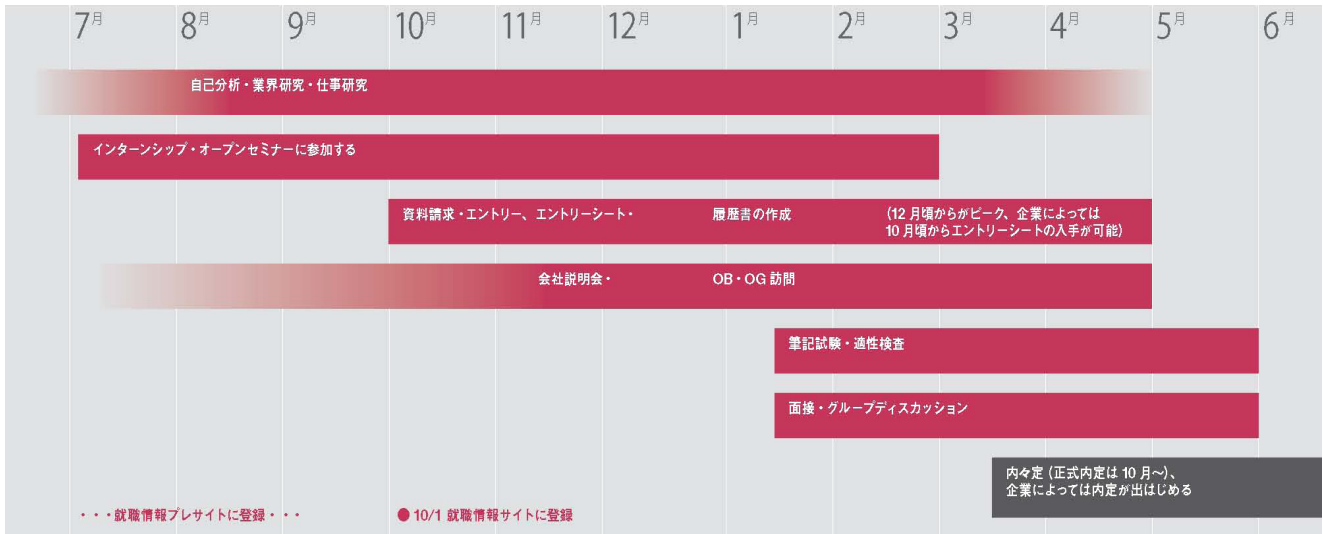 7月 8月 9月 10月 11月 12月 1月 2月 3月 4月 5月 6月
自己分析・業界研究・仕事研究
インターンシップ・オープンセミナーに参加する
資料請求・エントリー、エントリーシート・ 履歴書の作成 (12月頃からがピーク、企業によっては
10月頃からエントリーシートの入手が可能)
会社説明会・ OB・OG 訪問
筆記試験・適性検査
面接・グループディスカッション
内々定 (正式内定は 10 月〜)、
企業によっては内定が出はじめる
・・・就職情報プレサイトに登録・・・ ●10/1 就職情報サイトに登録